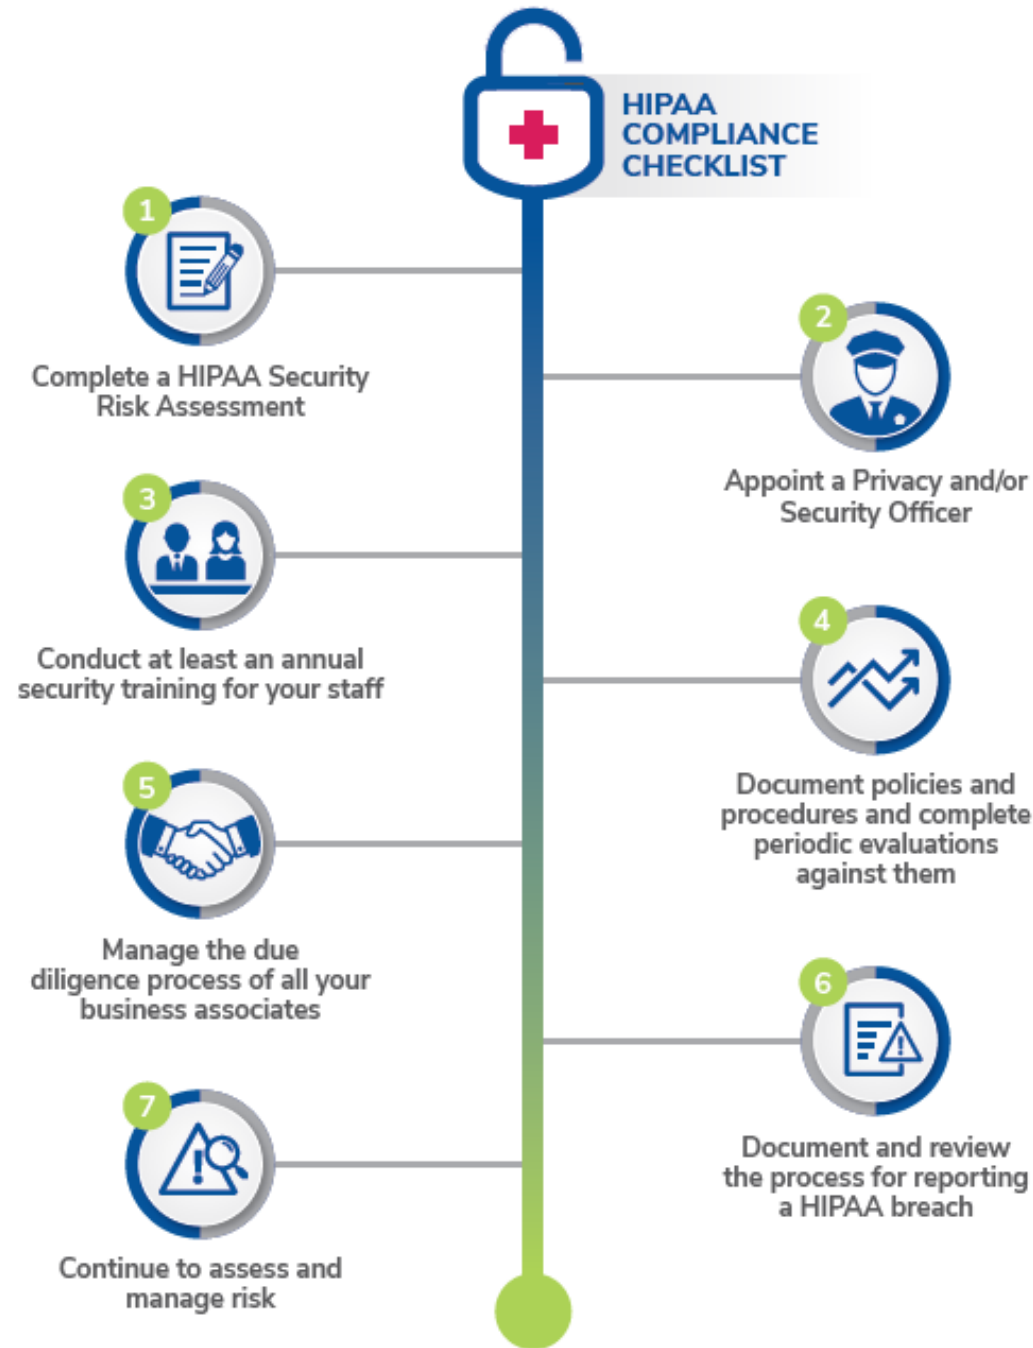 HIPAA
COMPLIANCE
CHECKLIST
1
Complete a HIPAA Security
Risk Assessment
2
Appoint a Privacy and/or
Security Officer
3
Conduct at least an annual
security training for your staff
4
Document policies and
procedures and complete
periodic evaluations
against them
5
Manage the due
diligence process of all your
business associates
6
Document and review
the process for reporting
a HIPAA breach
7
Continue to assess and
manage risk